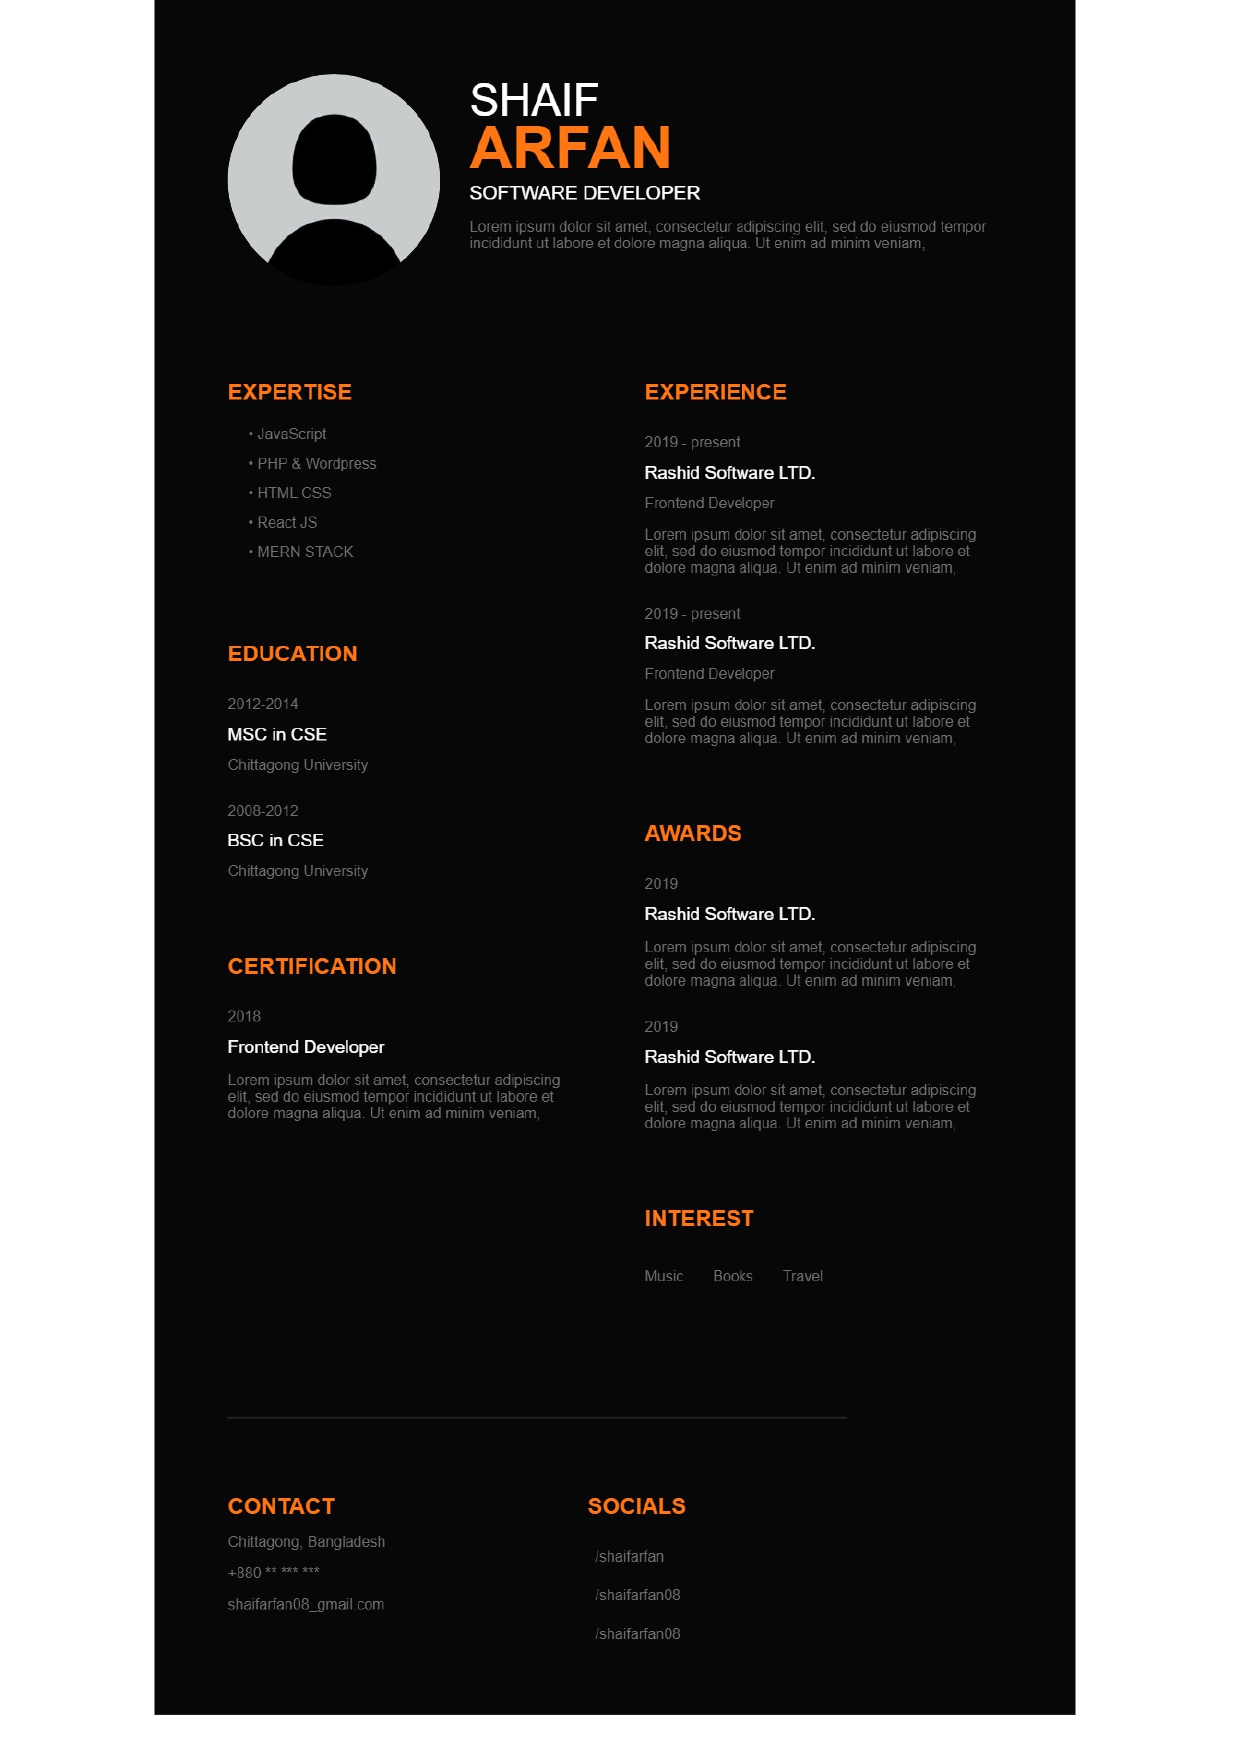 SHAIF
ARFAN
SOFTWARE DEVELOPER
Lorem ipsum dolor sit amet, consectetur adipiscing elit, sed do eiusmod tempor
incididunt ut labore et dolore magna aliqua. Ut enim ad minim veniam,
EXPERTISE
• JavaScript
• PHP & Wordpress
• HTML CSS
• React JS
• MERN STACK
EDUCATION
2012-2014
MSC in CSE
Chittagong University
2008-2012
BSC in CSE
Chittagong University
CERTIFICATION
2018
Frontend Developer
Lorem ipsum dolor sit amet, consectetur adipiscing
elit, sed do eiusmod tempor incididunt ut labore et
dolore magna aliqua. Ut enim ad minim veniam,
EXPERIENCE
2019 - present
Rashid Software LTD.
Frontend Developer
Lorem ipsum dolor sit amet, consectetur adipiscing
elit, sed do eiusmod tempor incididunt ut labore et
dolore magna aliqua. Ut enim ad minim veniam,
2019 - present
Rashid Software LTD.
Frontend Developer
Lorem ipsum dolor sit amet, consectetur adipiscing
elit, sed do eiusmod tempor incididunt ut labore et
dolore magna aliqua. Ut enim ad minim veniam,
AWARDS
2019
Rashid Software LTD.
Lorem ipsum dolor sit amet, consectetur adipiscing
elit, sed do eiusmod tempor incididunt ut labore et
dolore magna aliqua. Ut enim ad minim veniam,
2019
Rashid Software LTD.
Lorem ipsum dolor sit amet, consectetur adipiscing
elit, sed do eiusmod tempor incididunt ut labore et
dolore magna aliqua. Ut enim ad minim veniam,
INTEREST
Music Books Travel
CONTACT
Chittagong, Bangladesh
+880 ** *** ***
shaifarfan08_gmail.com
SOCIALS
/shaifarfan
/shaifarfan08
/shaifarfan08